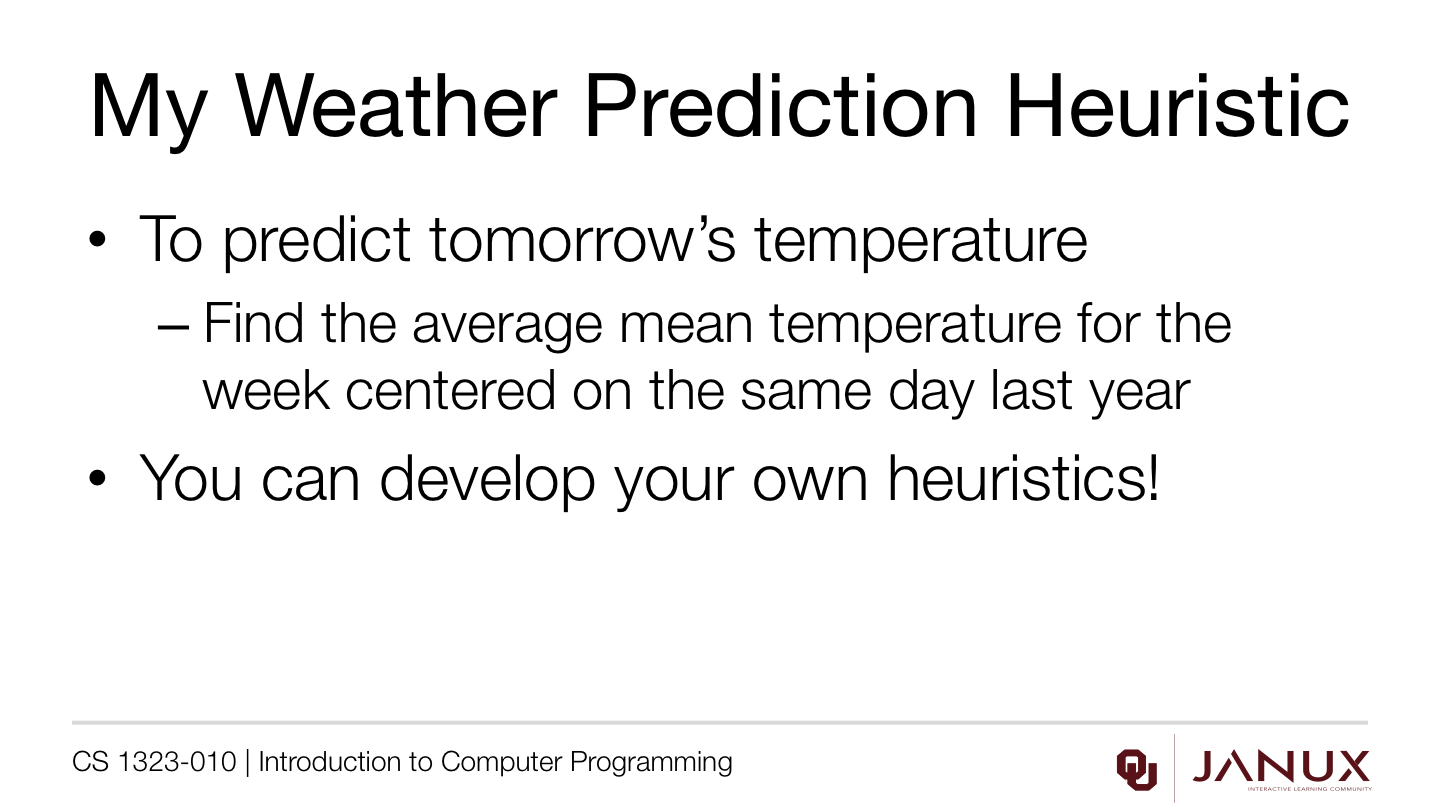 My Weather Prediction Heuristic
• To predict tomorrow’s temperature
– Find the average mean temperature for the
week centered on the same day last year
• You can develop your own heuristics!
CS 1323-010 | Introduction to Computer Programming
OU
JANUX
INTERACTIVE LEARNING COMMUNITY